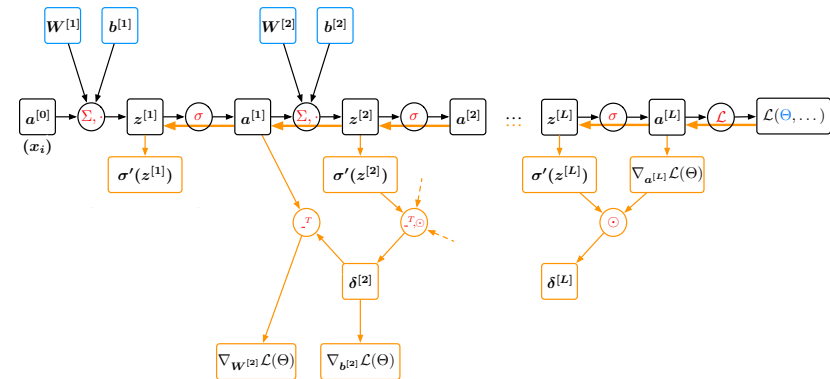 W^[1] b^[1] W^[2] b^[2]
a^[0] Σ,· z^[1] σ a^[1] Σ,· z^[2] σ a^[2] ... z^[L] σ a^[L] ℒ ℒ(Θ,...)
(x_i)
σ′(z^[1]) σ′(z^[2]) σ′(z^[L]) ∇_a^[L] ℒ(Θ)
-^T -^T,⊙ ⊙
δ^[2] δ^[L]
∇_W^[2] ℒ(Θ) ∇_b^[2] ℒ(Θ)